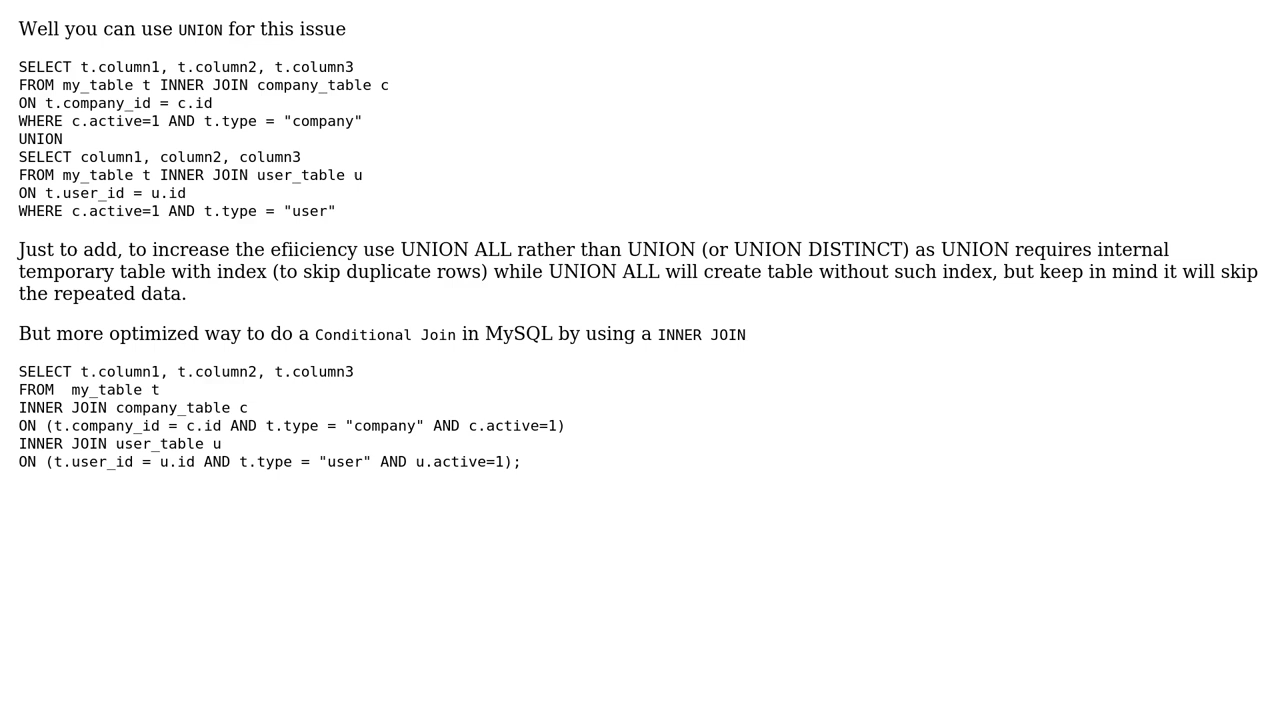 Well you can use UNION for this issue
SELECT t.column1, t.column2, t.column3
FROM my_table t INNER JOIN company_table c
ON t.company_id = c.id
WHERE c.active=1 AND t.type = "company"
UNION
SELECT column1, column2, column3
FROM my_table t INNER JOIN user_table u
ON t.user_id = u.id
WHERE c.active=1 AND t.type = "user"
Just to add, to increase the efiiciency use UNION ALL rather than UNION (or UNION DISTINCT) as UNION requires internal
temporary table with index (to skip duplicate rows) while UNION ALL will create table without such index, but keep in mind it will skip
the repeated data.
But more optimized way to do a Conditional Join in MySQL by using a INNER JOIN
SELECT t.column1, t.column2, t.column3
FROM  my_table t
INNER JOIN company_table c
ON (t.company_id = c.id AND t.type = "company" AND c.active=1)
INNER JOIN user_table u
ON (t.user_id = u.id AND t.type = "user" AND u.active=1);